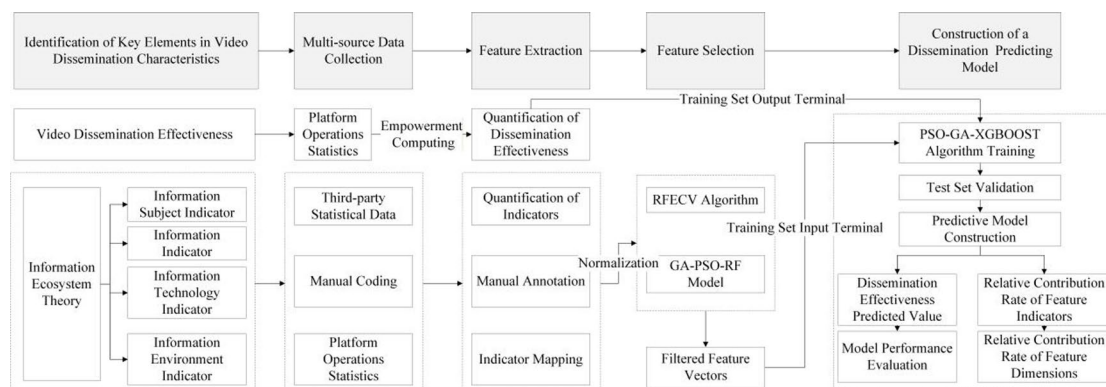 Identification of Key Elements in Video
Dissemination Characteristics
Multi-source Data
Collection
Feature Extraction
Feature Selection
Construction of a
Dissemination Predicting
Model
Training Set Output Terminal
Video Dissemination Effectiveness
Platform
Operations
Statistics
Empowerment
Computing
Quantification of
Dissemination
Effectiveness
PSO-GA-XGBOOST
Algorithm Training
Test Set Validation
Predictive Model
Construction
Information
Ecosystem
Theory
Information
Subject Indicator
Information
Indicator
Information
Technology
Indicator
Information
Environment
Indicator
Third-party
Statistical Data
Manual Coding
Platform
Operations
Statistics
Quantification of
Indicators
Manual Annotation
Indicator Mapping
Normalization
RFECV Algorithm
GA-PSO-RF
Model
Filtered Feature
Vectors
Training Set Input Terminal
Dissemination
Effectiveness
Predicted Value
Model Performance
Evaluation
Relative Contribution
Rate of Feature
Indicators
Relative Contribution
Rate of Feature
Dimensions